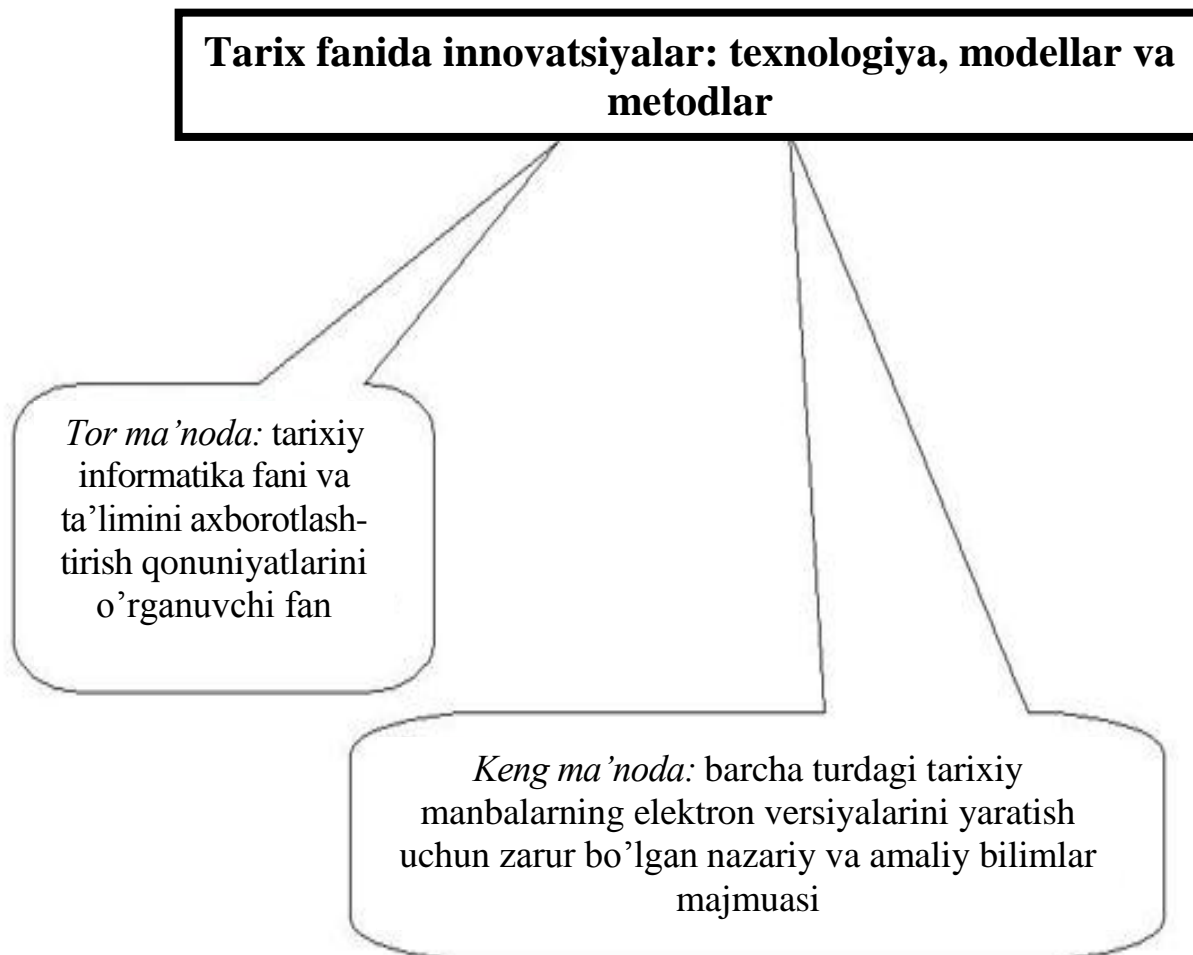 Tarix fanida innovatsiyalar: texnologiya, modellar va
metodlar
Tor ma’noda: tarixiy
informatika fani va
ta’limini axborotlash-
tirish qonuniyatlarini
o’rganuvchi fan
Keng ma’noda: barcha turdagi tarixiy
manbalarning elektron versiyalarini yaratish
uchun zarur bo’lgan nazariy va amaliy bilimlar
majmuasi